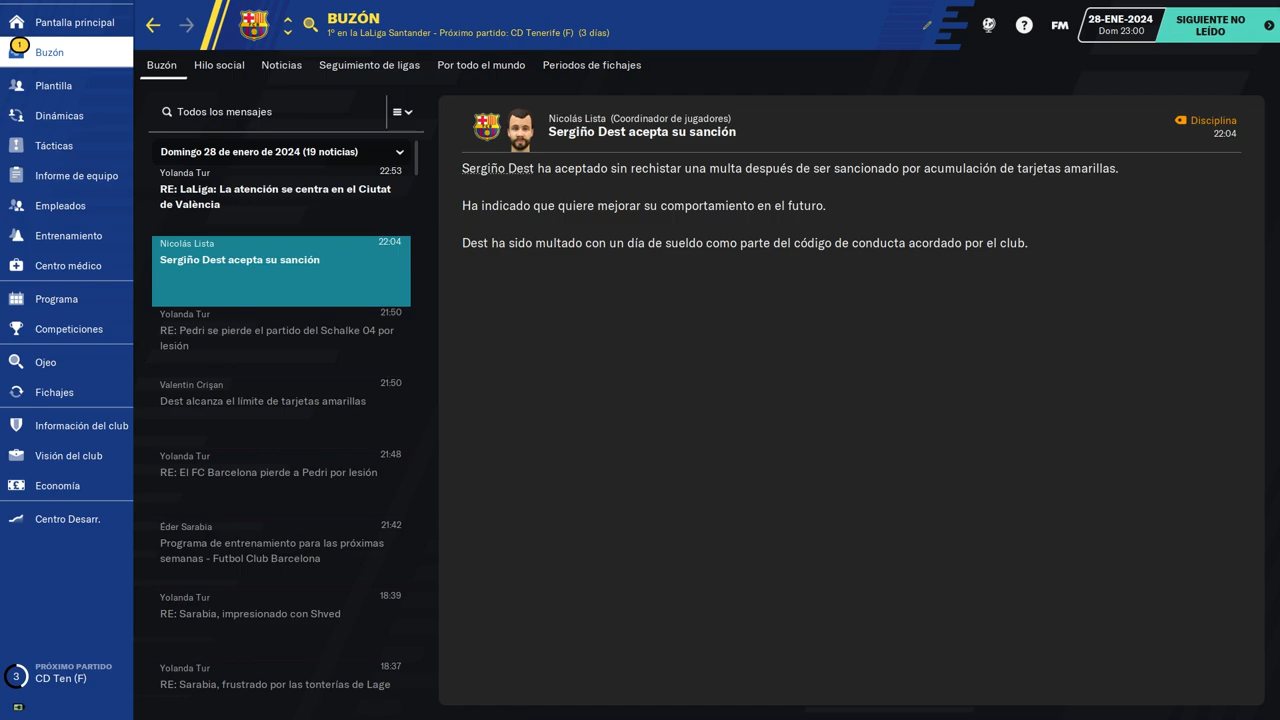 Pantalla principal
1
Buzón
Plantilla
Dinámicas
Tácticas
Informe de equipo
Empleados
Entrenamiento
Centro médico
Programa
Competiciones
Ojeo
Fichajes
Información del club
Visión del club
Economía
Centro Desarr.
3
PRÓXIMO PARTIDO
CD Ten (F)
BUZÓN
1º en la LaLiga Santander - Próximo partido: CD Tenerife (F) (3 días)
?
FM
28-ENE-2024
Dom 23:00
SIGUIENTE NO
LEÍDO
Buzón Hilo social Noticias Seguimiento de ligas Por todo el mundo Periodos de fichajes
Todos los mensajes
Domingo 28 de enero de 2024 (19 noticias)
Yolanda Tur 22:53
RE: LaLiga: La atención se centra en el Ciutat
de València
Nicolás Lista 22:04
Sergiño Dest acepta su sanción
Yolanda Tur 21:50
RE: Pedri se pierde el partido del Schalke 04 por
lesión
Valentin Crişan 21:50
Dest alcanza el límite de tarjetas amarillas
Yolanda Tur 21:48
RE: El FC Barcelona pierde a Pedri por lesión
Éder Sarabia 21:42
Programa de entrenamiento para las próximas
semanas - Futbol Club Barcelona
Yolanda Tur 18:39
RE: Sarabia, impresionado con Shved
Yolanda Tur 18:37
RE: Sarabia, frustrado por las tonterías de Lage
Nicolás Lista (Coordinador de jugadores)
Sergiño Dest acepta su sanción
Disciplina
22:04
Sergiño Dest ha aceptado sin rechistar una multa después de ser sancionado por acumulación de tarjetas amarillas.
Ha indicado que quiere mejorar su comportamiento en el futuro.
Dest ha sido multado con un día de sueldo como parte del código de conducta acordado por el club.